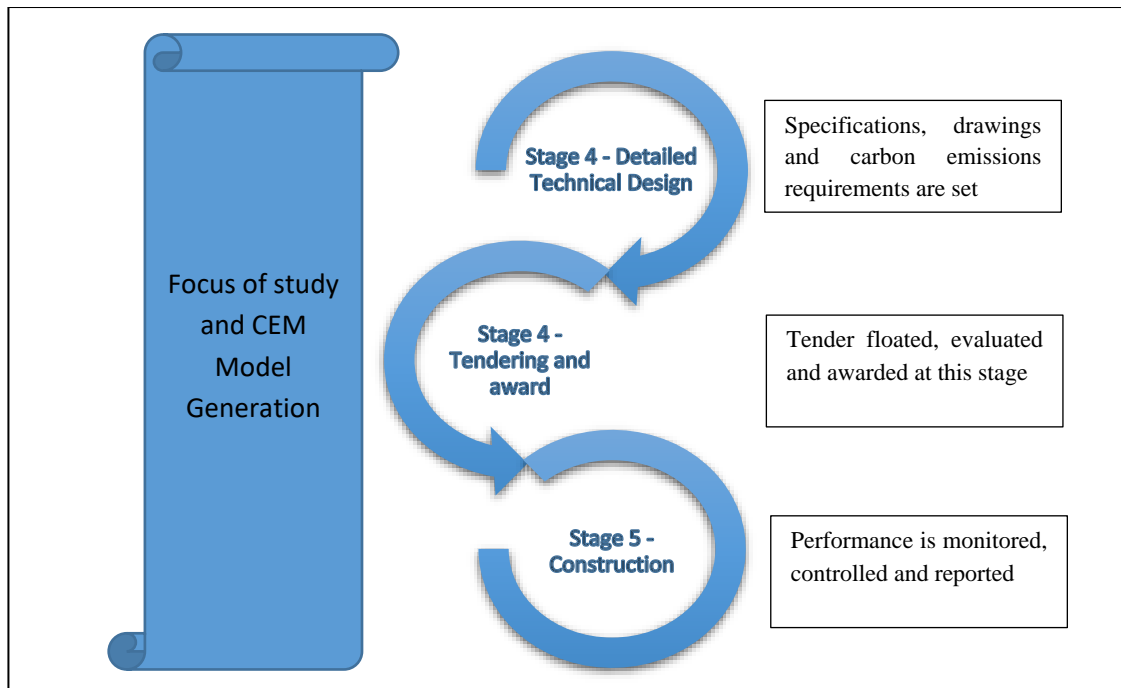 Focus of study
and CEM
Model
Generation
Stage 4 - Detailed
Technical Design
Specifications, drawings
and carbon emissions
requirements are set
Stage 4 -
Tendering and
award
Tender floated, evaluated
and awarded at this stage
Stage 5 -
Construction
Performance is monitored,
controlled and reported